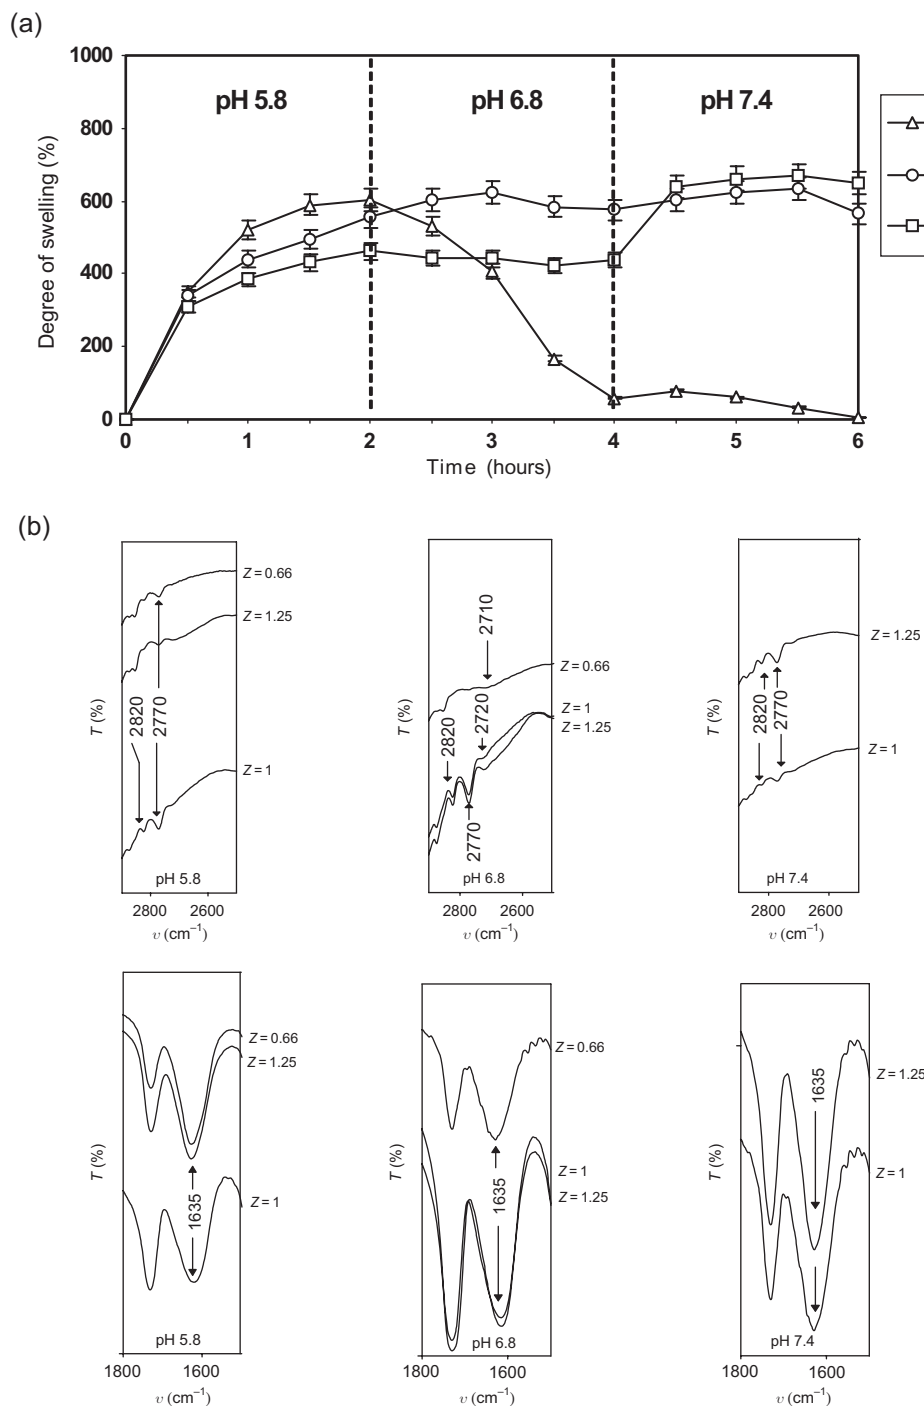 (a)
1000
800
600
400
200
0
Degree of swelling (%)
pH 5.8
pH 6.8
pH 7.4
0 1 2 3 4 5 6
Time (hours)
(b)
T (%)
Z = 0.66
Z = 1.25
2820
2770
Z = 1
pH 5.8
2800 2600
υ (cm⁻¹)
T (%)
2710
Z = 0.66
2720
2820
Z = 1
Z = 1.25
2770
pH 6.8
2800 2600
υ (cm⁻¹)
T (%)
Z = 1.25
2820
2770
Z = 1
pH 7.4
2800 2600
υ (cm⁻¹)
T (%)
Z = 0.66
Z = 1.25
1635
Z = 1
pH 5.8
1800 1600
υ (cm⁻¹)
T (%)
Z = 0.66
1635
Z = 1
Z = 1.25
pH 6.8
1800 1600
υ (cm⁻¹)
T (%)
Z = 1.25
1635
Z = 1
pH 7.4
1800 1600
υ (cm⁻¹)